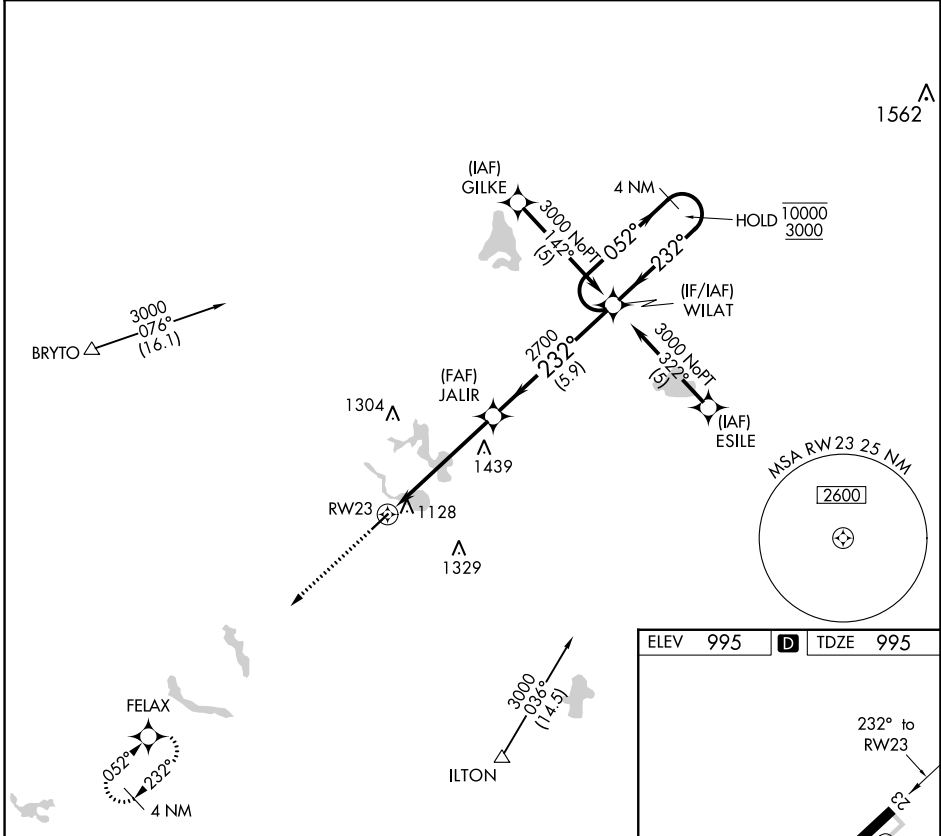 1562
(IAF)
GILKE
4 NM
HOLD 10000
3000
3000 NoPT
142°
(5)
052°
232°
(IF/IAF)
WILAT
3000
076°
(16.1)
BRYTO
2700
232°
(5.9)
3000 NoPT
322°
(5)
(FAF)
JALIR
1304
(IAF)
ESILE
1439
MSA RW 23 25 NM
2600
RW23
1128
1329
ELEV 995 D TDZE 995
3000
036°
(14.5)
ILTON
FELAX
052°
232°
4 NM
232° to
RW23
23